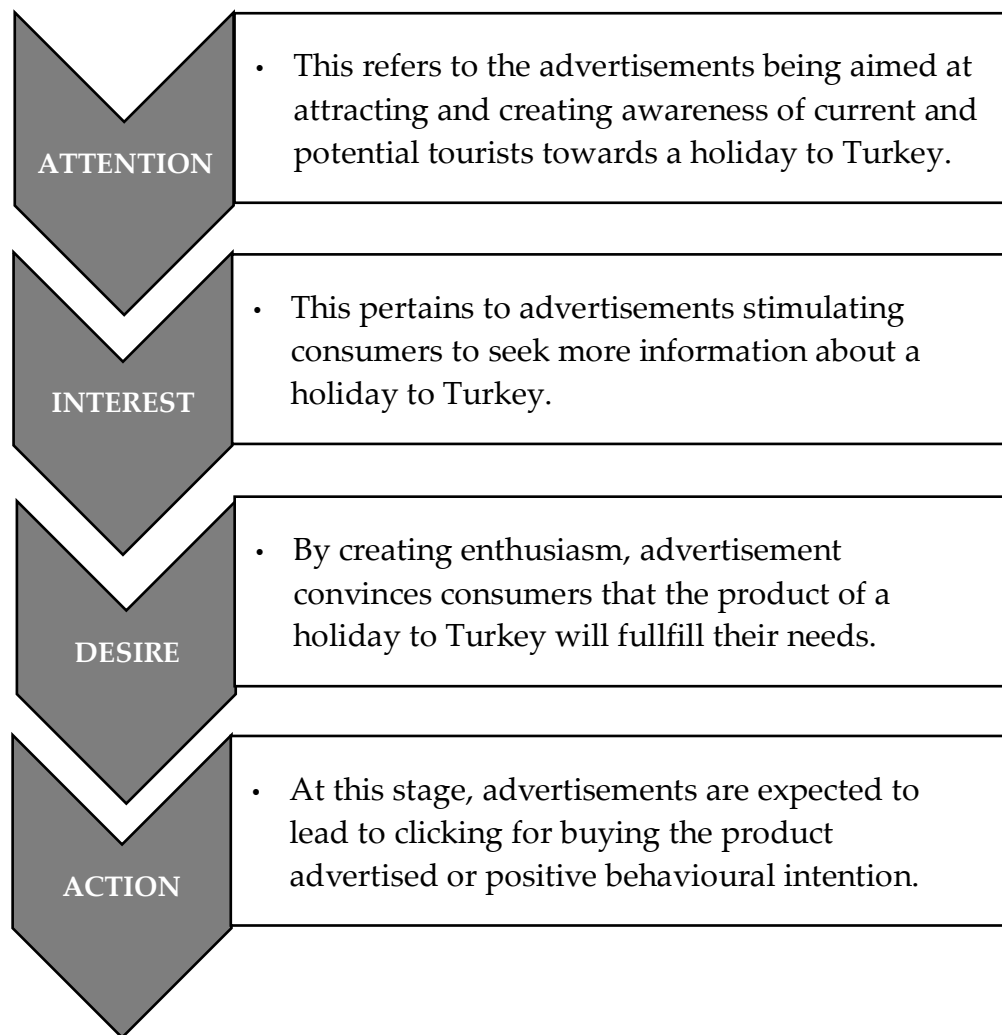 ATTENTION
• This refers to the advertisements being aimed at
attracting and creating awareness of current and
potential tourists towards a holiday to Turkey.
INTEREST
• This pertains to advertisements stimulating
consumers to seek more information about a
holiday to Turkey.
DESIRE
• By creating enthusiasm, advertisement
convinces consumers that the product of a
holiday to Turkey will fullfill their needs.
ACTION
• At this stage, advertisements are expected to
lead to clicking for buying the product
advertised or positive behavioural intention.